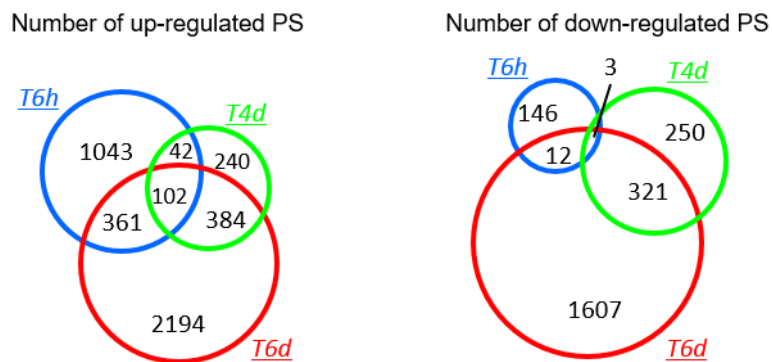 Number of up-regulated PS
T6h
T4d
1043
42
240
102
361
384
2194
T6d
Number of down-regulated PS
3
T6h
T4d
146
250
12
321
1607
T6d